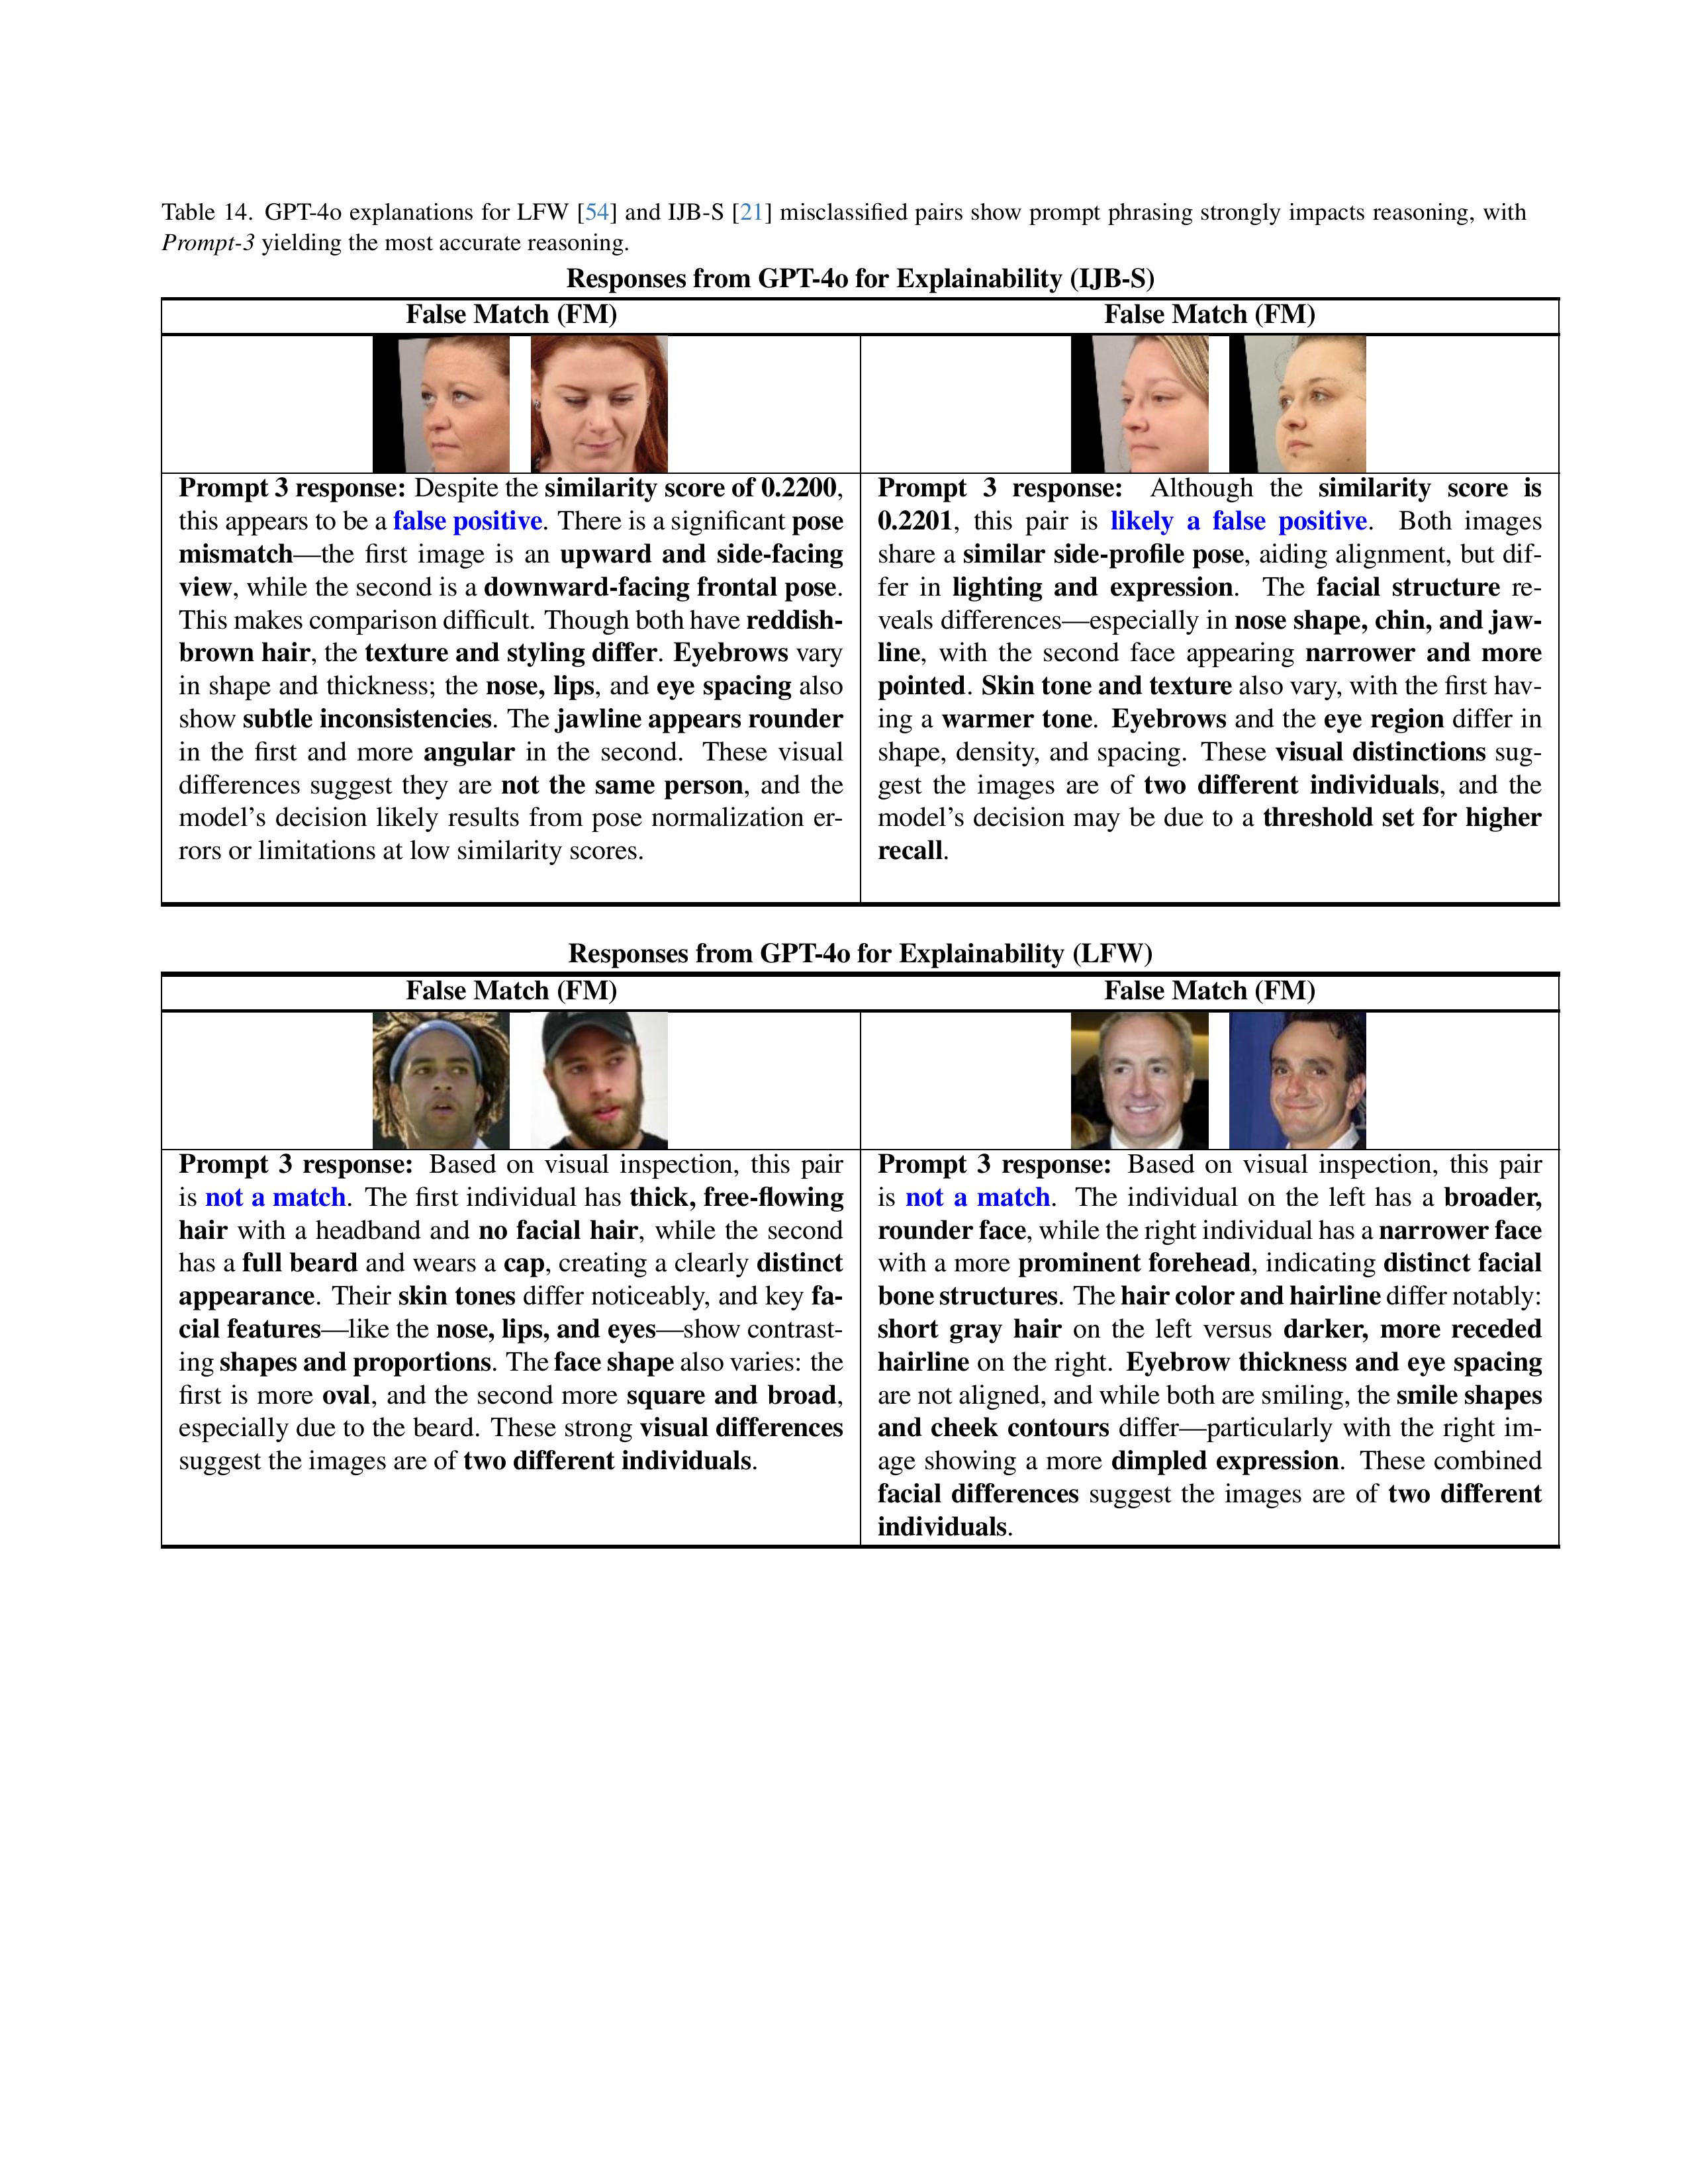 Table 14. GPT-4o explanations for LFW [54] and IJB-S [21] misclassified pairs show prompt phrasing strongly impacts reasoning, with
Prompt-3 yielding the most accurate reasoning.
Responses from GPT-4o for Explainability (IJB-S)
False Match (FM)
False Match (FM)
Prompt 3 response: Despite the similarity score of 0.2200,
this appears to be a false positive. There is a significant pose
mismatch—the first image is an upward and side-facing
view, while the second is a downward-facing frontal pose.
This makes comparison difficult. Though both have reddish-
brown hair, the texture and styling differ. Eyebrows vary
in shape and thickness; the nose, lips, and eye spacing also
show subtle inconsistencies. The jawline appears rounder
in the first and more angular in the second. These visual
differences suggest they are not the same person, and the
model's decision likely results from pose normalization er-
rors or limitations at low similarity scores.
Prompt 3 response: Although the similarity score is
0.2201, this pair is likely a false positive. Both images
share a similar side-profile pose, aiding alignment, but dif-
fer in lighting and expression. The facial structure re-
veals differences—especially in nose shape, chin, and jaw-
line, with the second face appearing narrower and more
pointed. Skin tone and texture also vary, with the first hav-
ing a warmer tone. Eyebrows and the eye region differ in
shape, density, and spacing. These visual distinctions sug-
gest the images are of two different individuals, and the
model's decision may be due to a threshold set for higher
recall.
Responses from GPT-4o for Explainability (LFW)
False Match (FM)
False Match (FM)
Prompt 3 response: Based on visual inspection, this pair
is not a match. The first individual has thick, free-flowing
hair with a headband and no facial hair, while the second
has a full beard and wears a cap, creating a clearly distinct
appearance. Their skin tones differ noticeably, and key fa-
cial features—like the nose, lips, and eyes—show contrast-
ing shapes and proportions. The face shape also varies: the
first is more oval, and the second more square and broad,
especially due to the beard. These strong visual differences
suggest the images are of two different individuals.
Prompt 3 response: Based on visual inspection, this pair
is not a match. The individual on the left has a broader,
rounder face, while the right individual has a narrower face
with a more prominent forehead, indicating distinct facial
bone structures. The hair color and hairline differ notably:
short gray hair on the left versus darker, more receded
hairline on the right. Eyebrow thickness and eye spacing
are not aligned, and while both are smiling, the smile shapes
and cheek contours differ—particularly with the right im-
age showing a more dimpled expression. These combined
facial differences suggest the images are of two different
individuals.